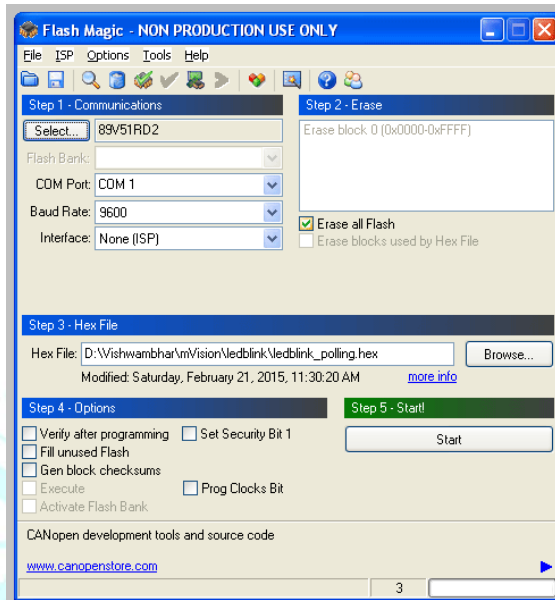 Flash Magic - NON PRODUCTION USE ONLY
File ISP Options Tools Help
Step 1 - Communications
Select... 89V51RD2
Flash Bank:
COM Port: COM 1
Baud Rate: 9600
Interface: None (ISP)
Step 2 - Erase
Erase block 0 (0x0000-0xFFFF)
Erase all Flash
Erase blocks used by Hex File
Step 3 - Hex File
Hex File: D:\Vishwambhar\mVision\ledblink\ledblink_polling.hex Browse...
Modified: Saturday, February 21, 2015, 11:30:20 AM more info
Step 4 - Options
Verify after programming Set Security Bit 1
Fill unused Flash
Gen block checksums
Execute Prog Clocks Bit
Activate Flash Bank
Step 5 - Start!
Start
CANopen development tools and source code
www.canopenstore.com
3